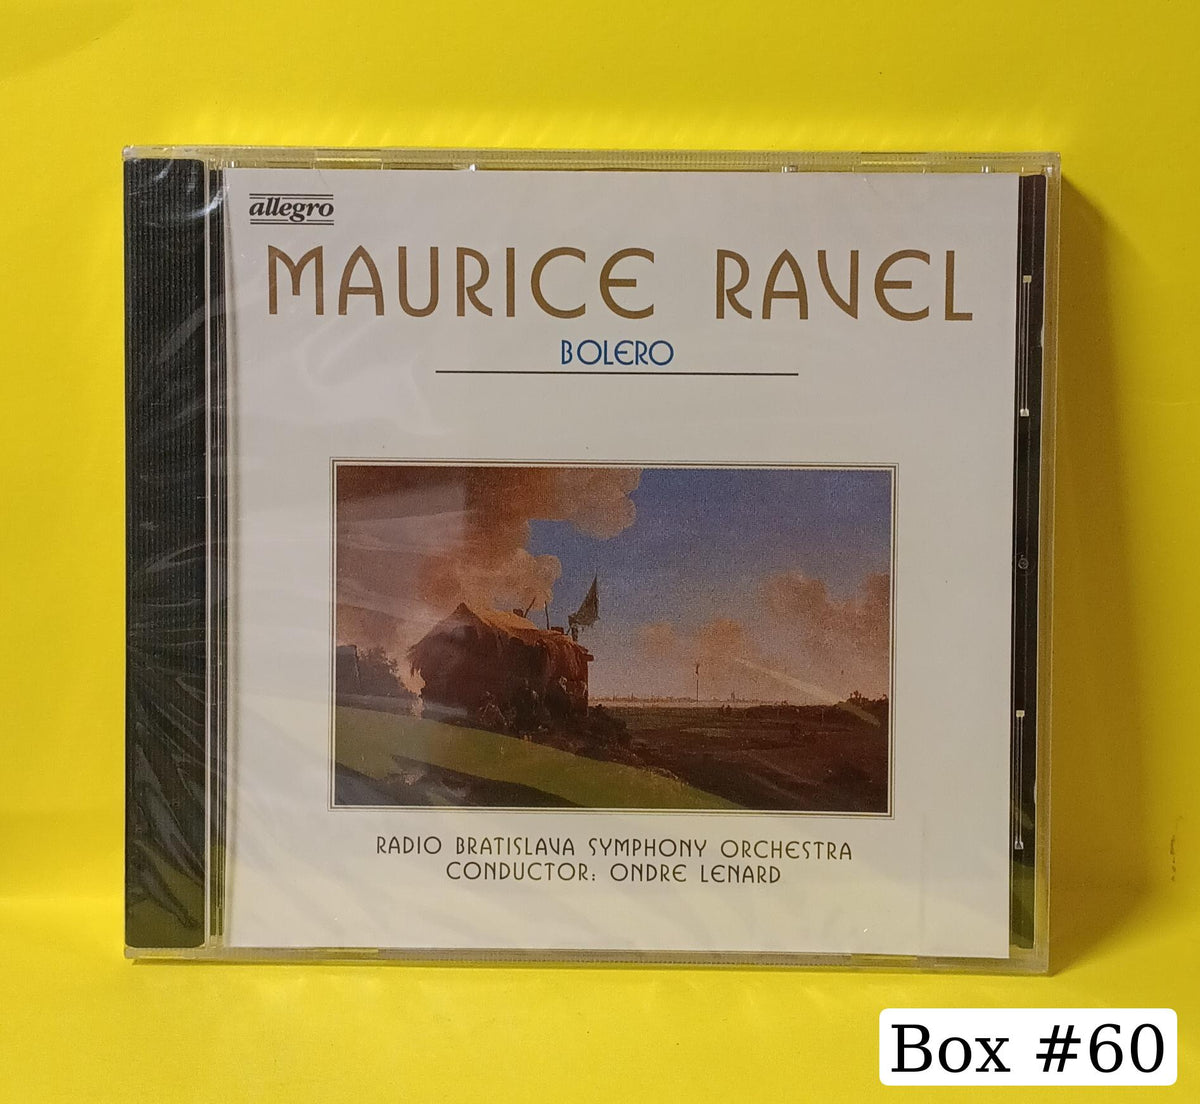 allegro
MAURICE RAVEL
BOLERO
RADIO BRATISLAVA SYMPHONY ORCHESTRA
CONDUCTOR: ONDRE LENARD
Box #60